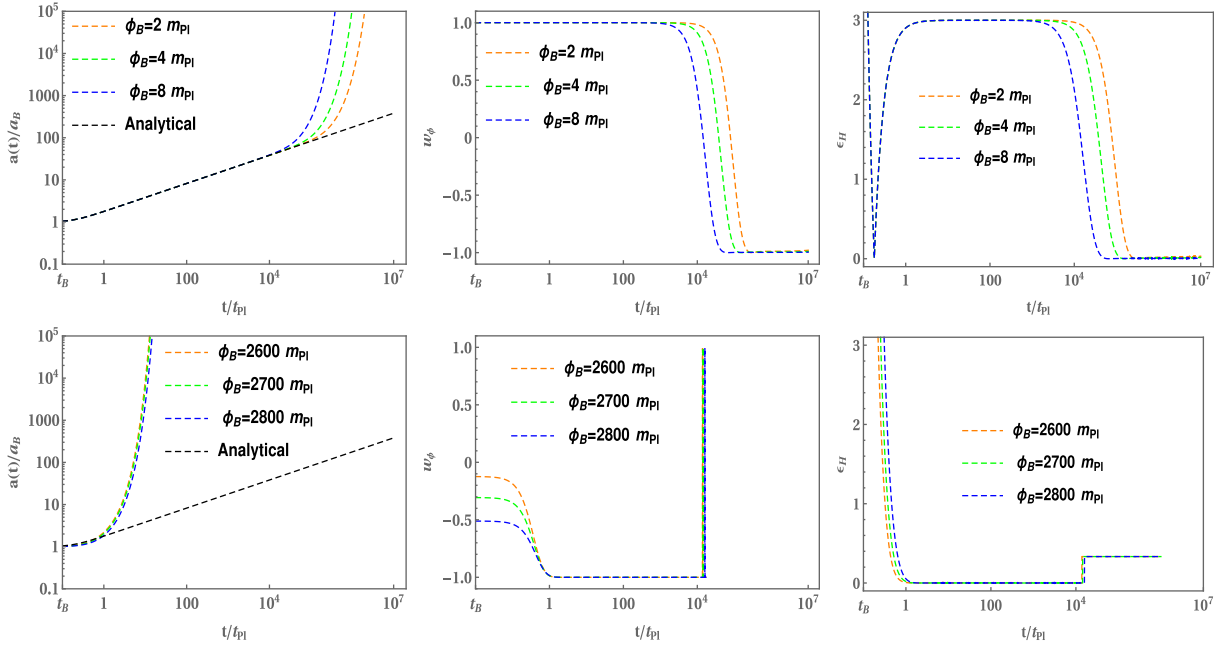 a(t)/a_B
10^5
10^4
1000
100
10
1
0.1
ϕ_B=2 m_Pl
ϕ_B=4 m_Pl
ϕ_B=8 m_Pl
Analytical
t_B 1 100 10^4 10^7
t/t_Pl
w_ϕ
1.0
0.5
0
-0.5
-1.0
ϕ_B=2 m_Pl
ϕ_B=4 m_Pl
ϕ_B=8 m_Pl
t_B 1 100 10^4 10^7
t/t_Pl
ϵ_H
3
2
1
0
ϕ_B=2 m_Pl
ϕ_B=4 m_Pl
ϕ_B=8 m_Pl
t_B 1 100 10^4 10^7
t/t_Pl
a(t)/a_B
10^5
10^4
1000
100
10
1
0.1
ϕ_B=2600 m_Pl
ϕ_B=2700 m_Pl
ϕ_B=2800 m_Pl
Analytical
t_B 1 100 10^4 10^7
t/t_Pl
w_ϕ
1.0
0.5
0
-0.5
-1.0
ϕ_B=2600 m_Pl
ϕ_B=2700 m_Pl
ϕ_B=2800 m_Pl
t_B 1 100 10^4 10^7
t/t_Pl
ϵ_H
3
2
1
0
ϕ_B=2600 m_Pl
ϕ_B=2700 m_Pl
ϕ_B=2800 m_Pl
t_B 1 100 10^4 10^7
t/t_Pl